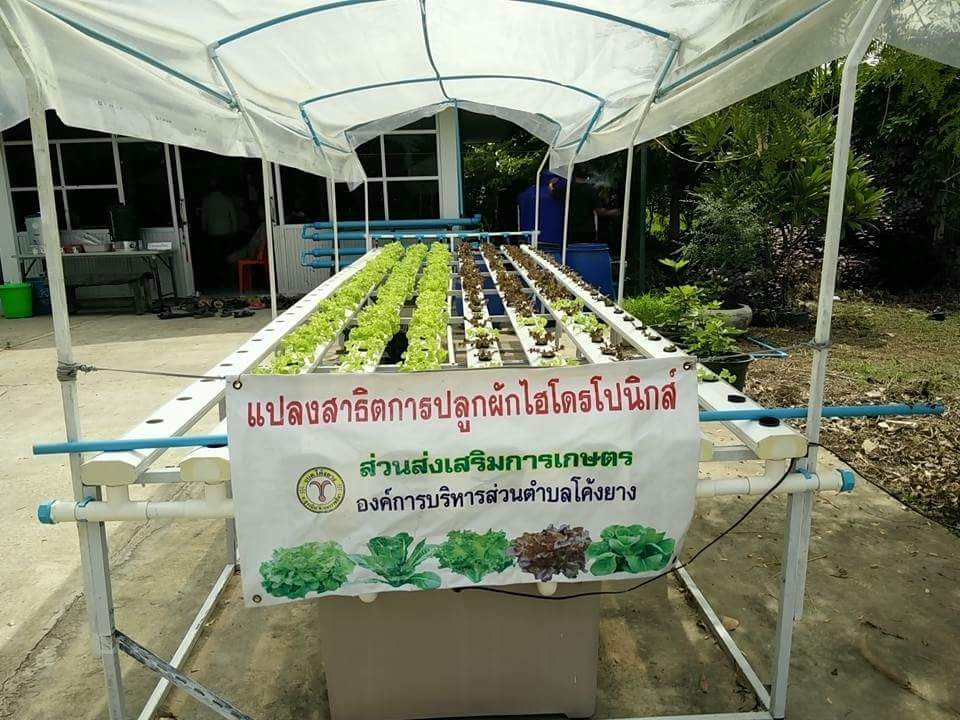 แปลงสาธิตการปลูกผักไฮโดรโปนิกส์
ส่วนส่งเสริมการเกษตร
องค์การบริหารส่วนตำบลโค้งยาง